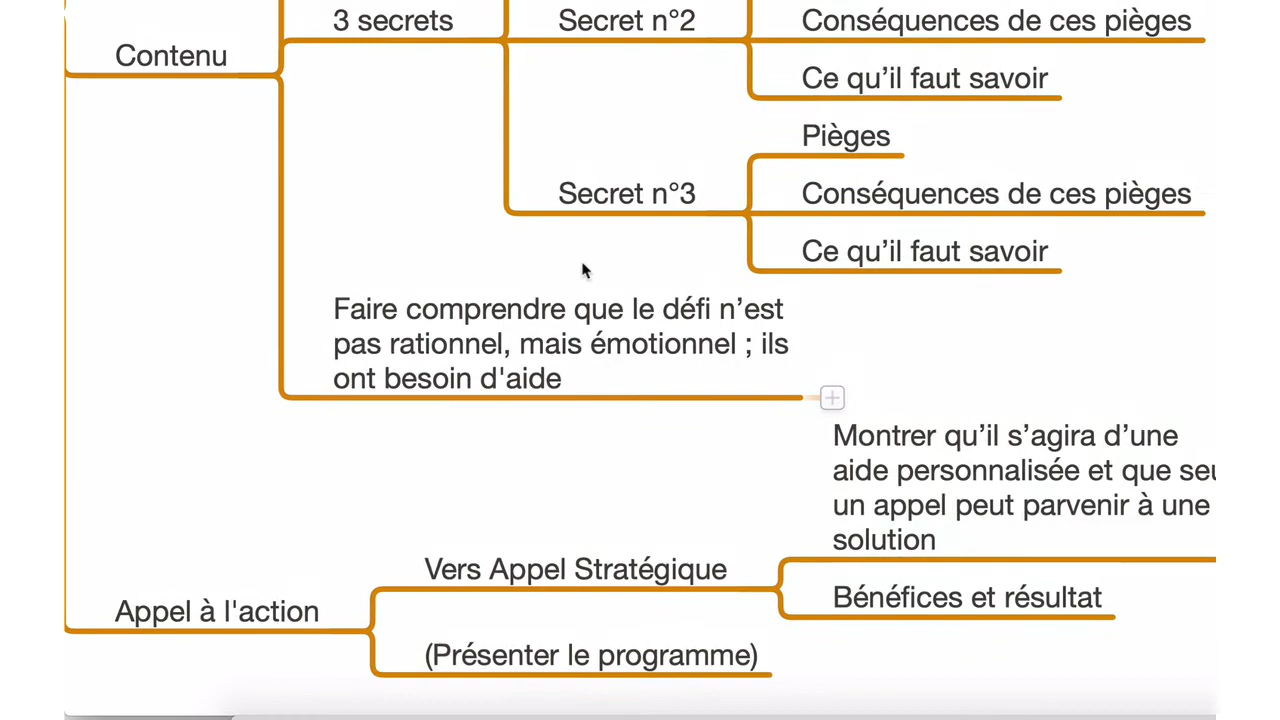 3 secrets
Secret n°2
Conséquences de ces pièges
Contenu
Ce qu’il faut savoir
Pièges
Secret n°3
Conséquences de ces pièges
Ce qu’il faut savoir
Faire comprendre que le défi n’est
pas rationnel, mais émotionnel ; ils
ont besoin d'aide
Montrer qu’il s’agira d’une
aide personnalisée et que
un appel peut parvenir à une
solution
Vers Appel Stratégique
Bénéfices et résultat
Appel à l'action
(Présenter le programme)